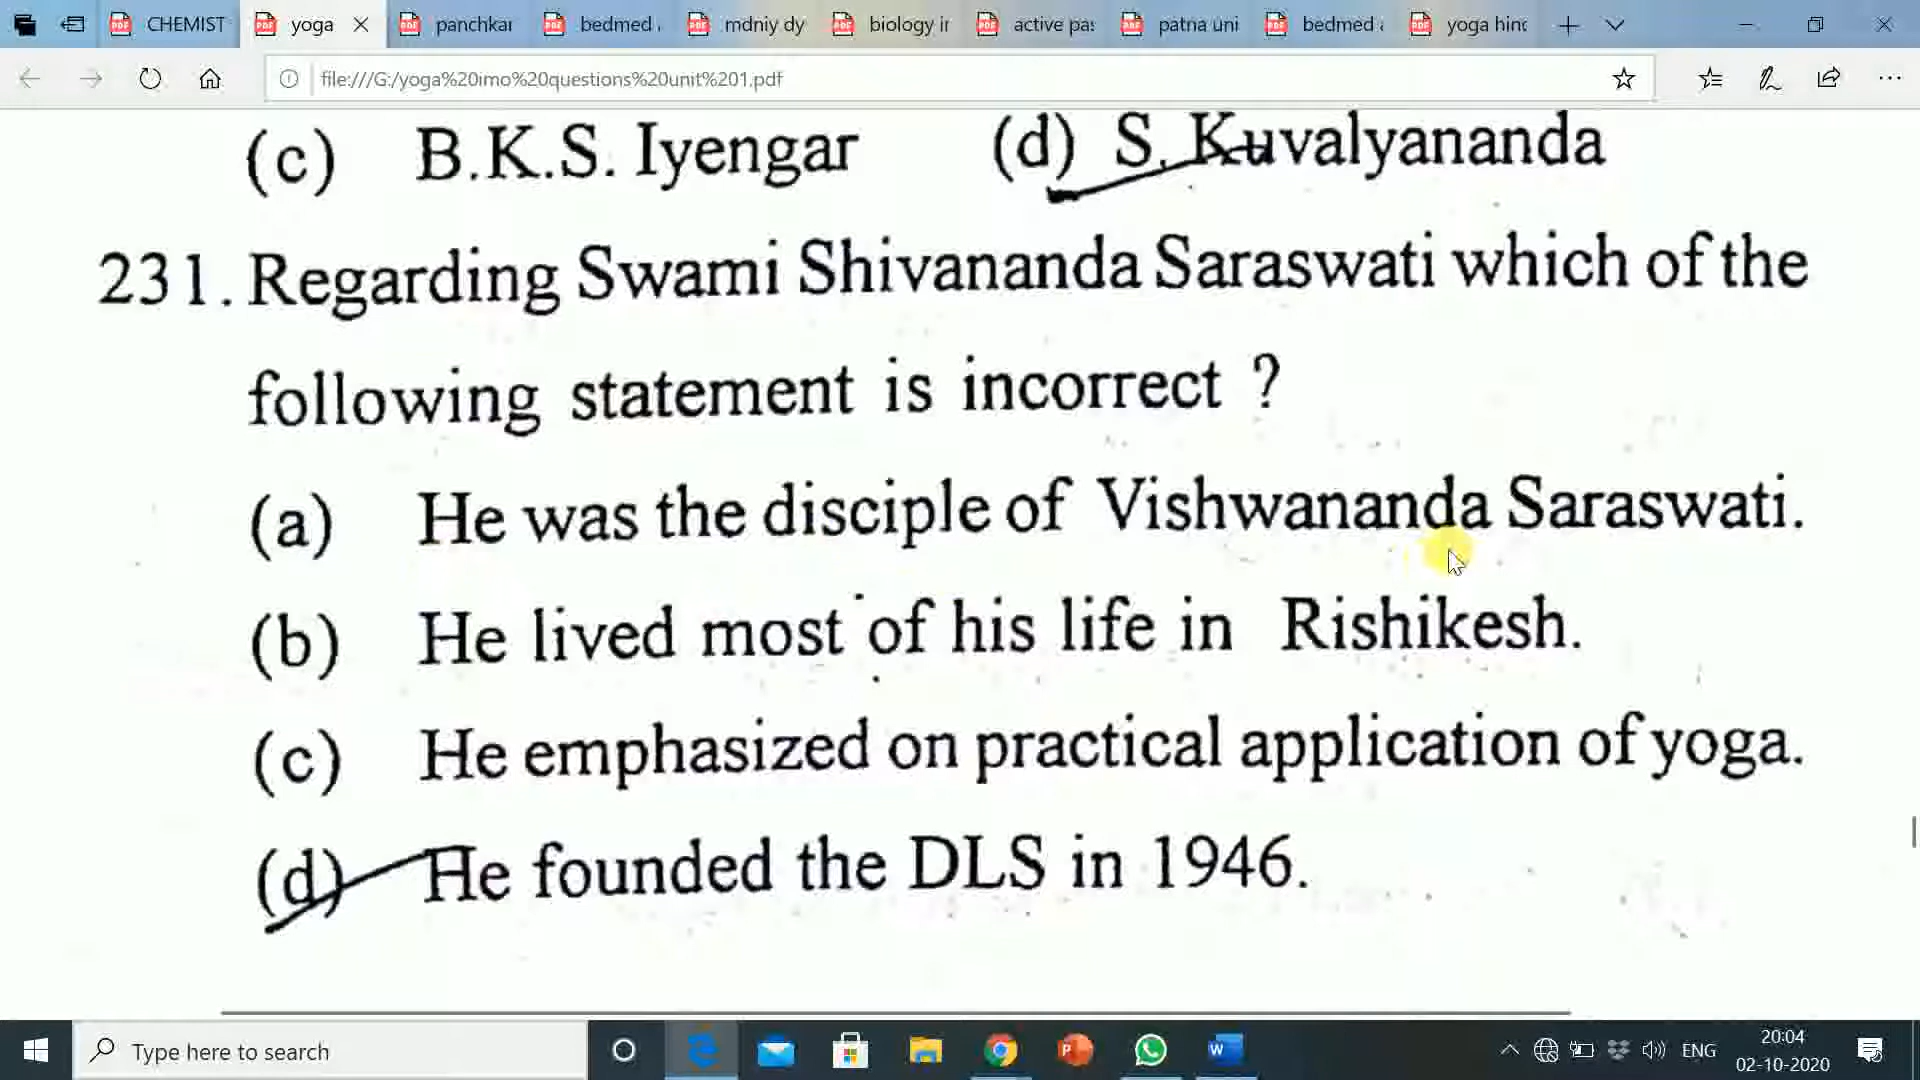 CHEMIST yoga panchkar bedmed mdniy dy biology ir active pas patna uni bedmed yoga hinc
file:///G:/yoga%20imo%20questions%20unit%201.pdf
(c) B.K.S. Iyengar (d) S. Kuvalyananda
231. Regarding Swami Shivananda Saraswati which of the
following statement is incorrect ?
(a) He was the disciple of Vishwananda Saraswati.
(b) He lived most of his life in Rishikesh.
(c) He emphasized on practical application of yoga.
(d) He founded the DLS in 1946.
Type here to search
ENG
20:04
02-10-2020